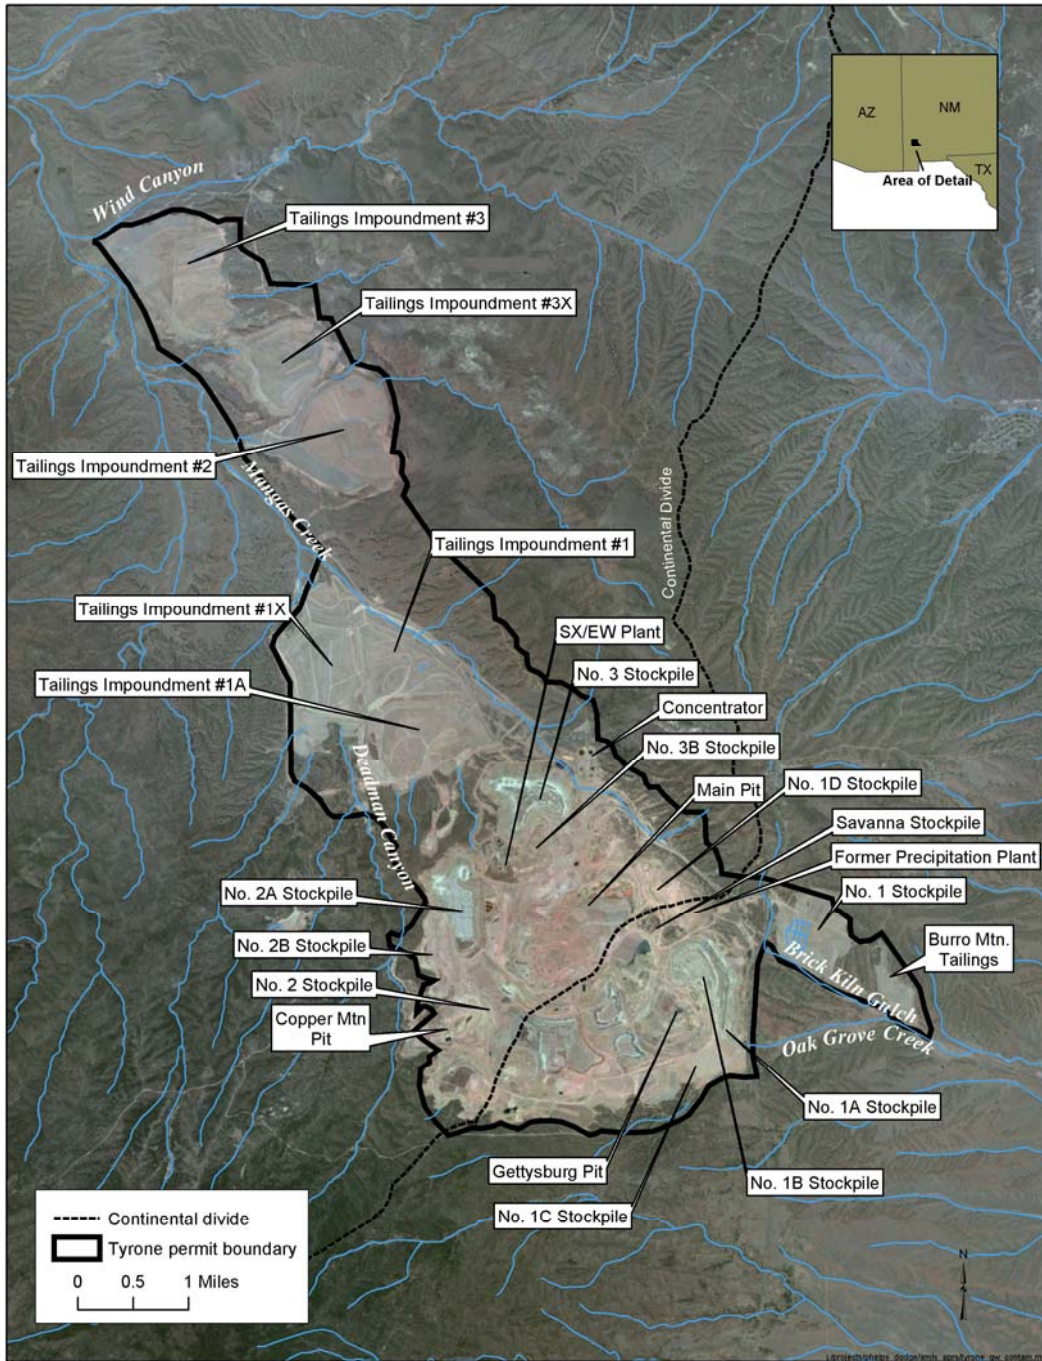 AZ
NM
TX
Area of Detail
Wind Canyon
Tailings Impoundment #3
Tailings Impoundment #3X
Tailings Impoundment #2
Mangas Creek
Continental Divide
Tailings Impoundment #1
Tailings Impoundment #1X
SX/EW Plant
No. 3 Stockpile
Tailings Impoundment #1A
Concentrator
No. 3B Stockpile
Deadman Canyon
Main Pit
No. 1D Stockpile
Savanna Stockpile
Former Precipitation Plant
No. 2A Stockpile
No. 1 Stockpile
No. 2B Stockpile
Burro Mtn.
Tailings
Brick Kiln Gulch
No. 2 Stockpile
Copper Mtn
Pit
Oak Grove Creek
No. 1A Stockpile
Gettysburg Pit
No. 1B Stockpile
No. 1C Stockpile
Continental divide
Tyrone permit boundary
0 0.5 1 Miles
N